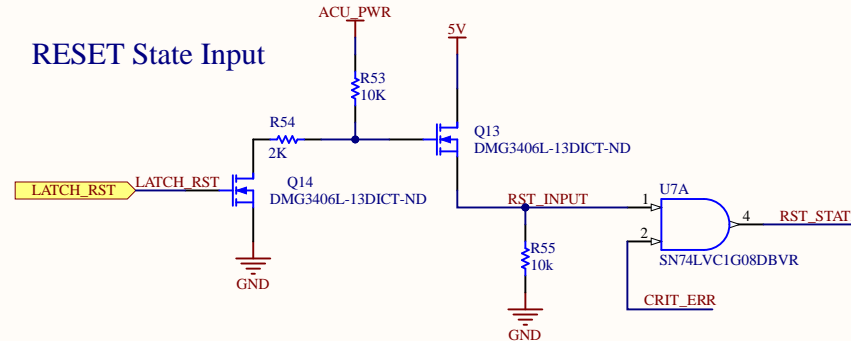 ACU_PWR
5V
RESET State Input
R53
10K
R54
2K
Q13
DMG3406L-13DICT-ND
LATCH_RST
LATCH_RST
Q14
DMG3406L-13DICT-ND
RST_INPUT
U7A
1
2
4
RST_STAT
SN74LVC1G08DBVR
R55
10k
GND
CRIT_ERR
GND